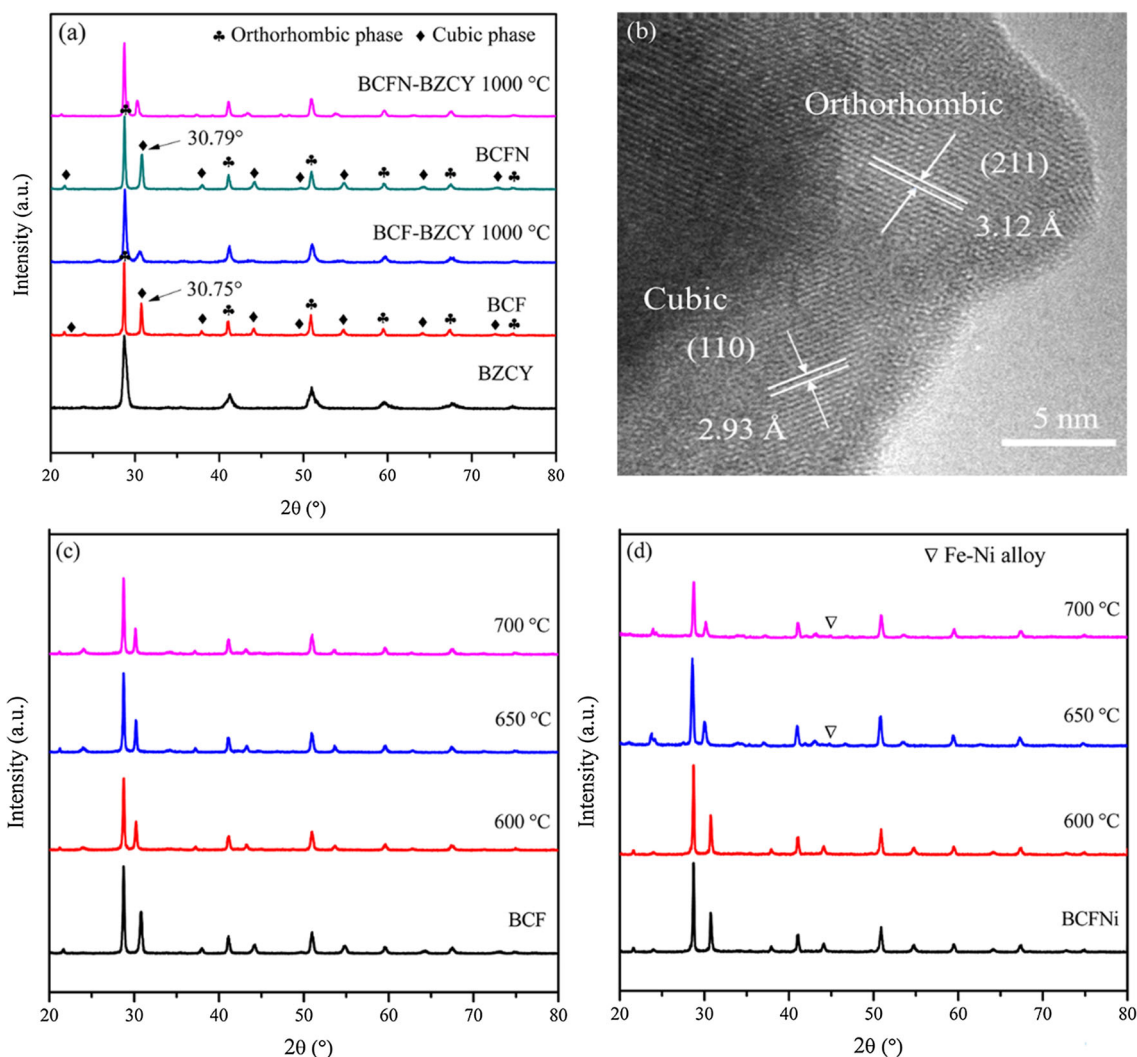 (a)
♣ Orthorhombic phase ♦ Cubic phase
BCFN-BZCY 1000 °C
30.79°
BCFN
BCF-BZCY 1000 °C
30.75°
BCF
BZCY
Intensity (a.u.)
20 30 40 50 60 70 80
2θ (°)
(b)
Orthorhombic
(211)
3.12 Å
Cubic
(110)
2.93 Å
5 nm
(c)
700 °C
650 °C
600 °C
BCF
Intensity (a.u.)
20 30 40 50 60 70 80
2θ (°)
(d)
∇ Fe-Ni alloy
700 °C
∇
650 °C
∇
600 °C
BCFNi
Intensity (a.u.)
20 30 40 50 60 70 80
2θ (°)